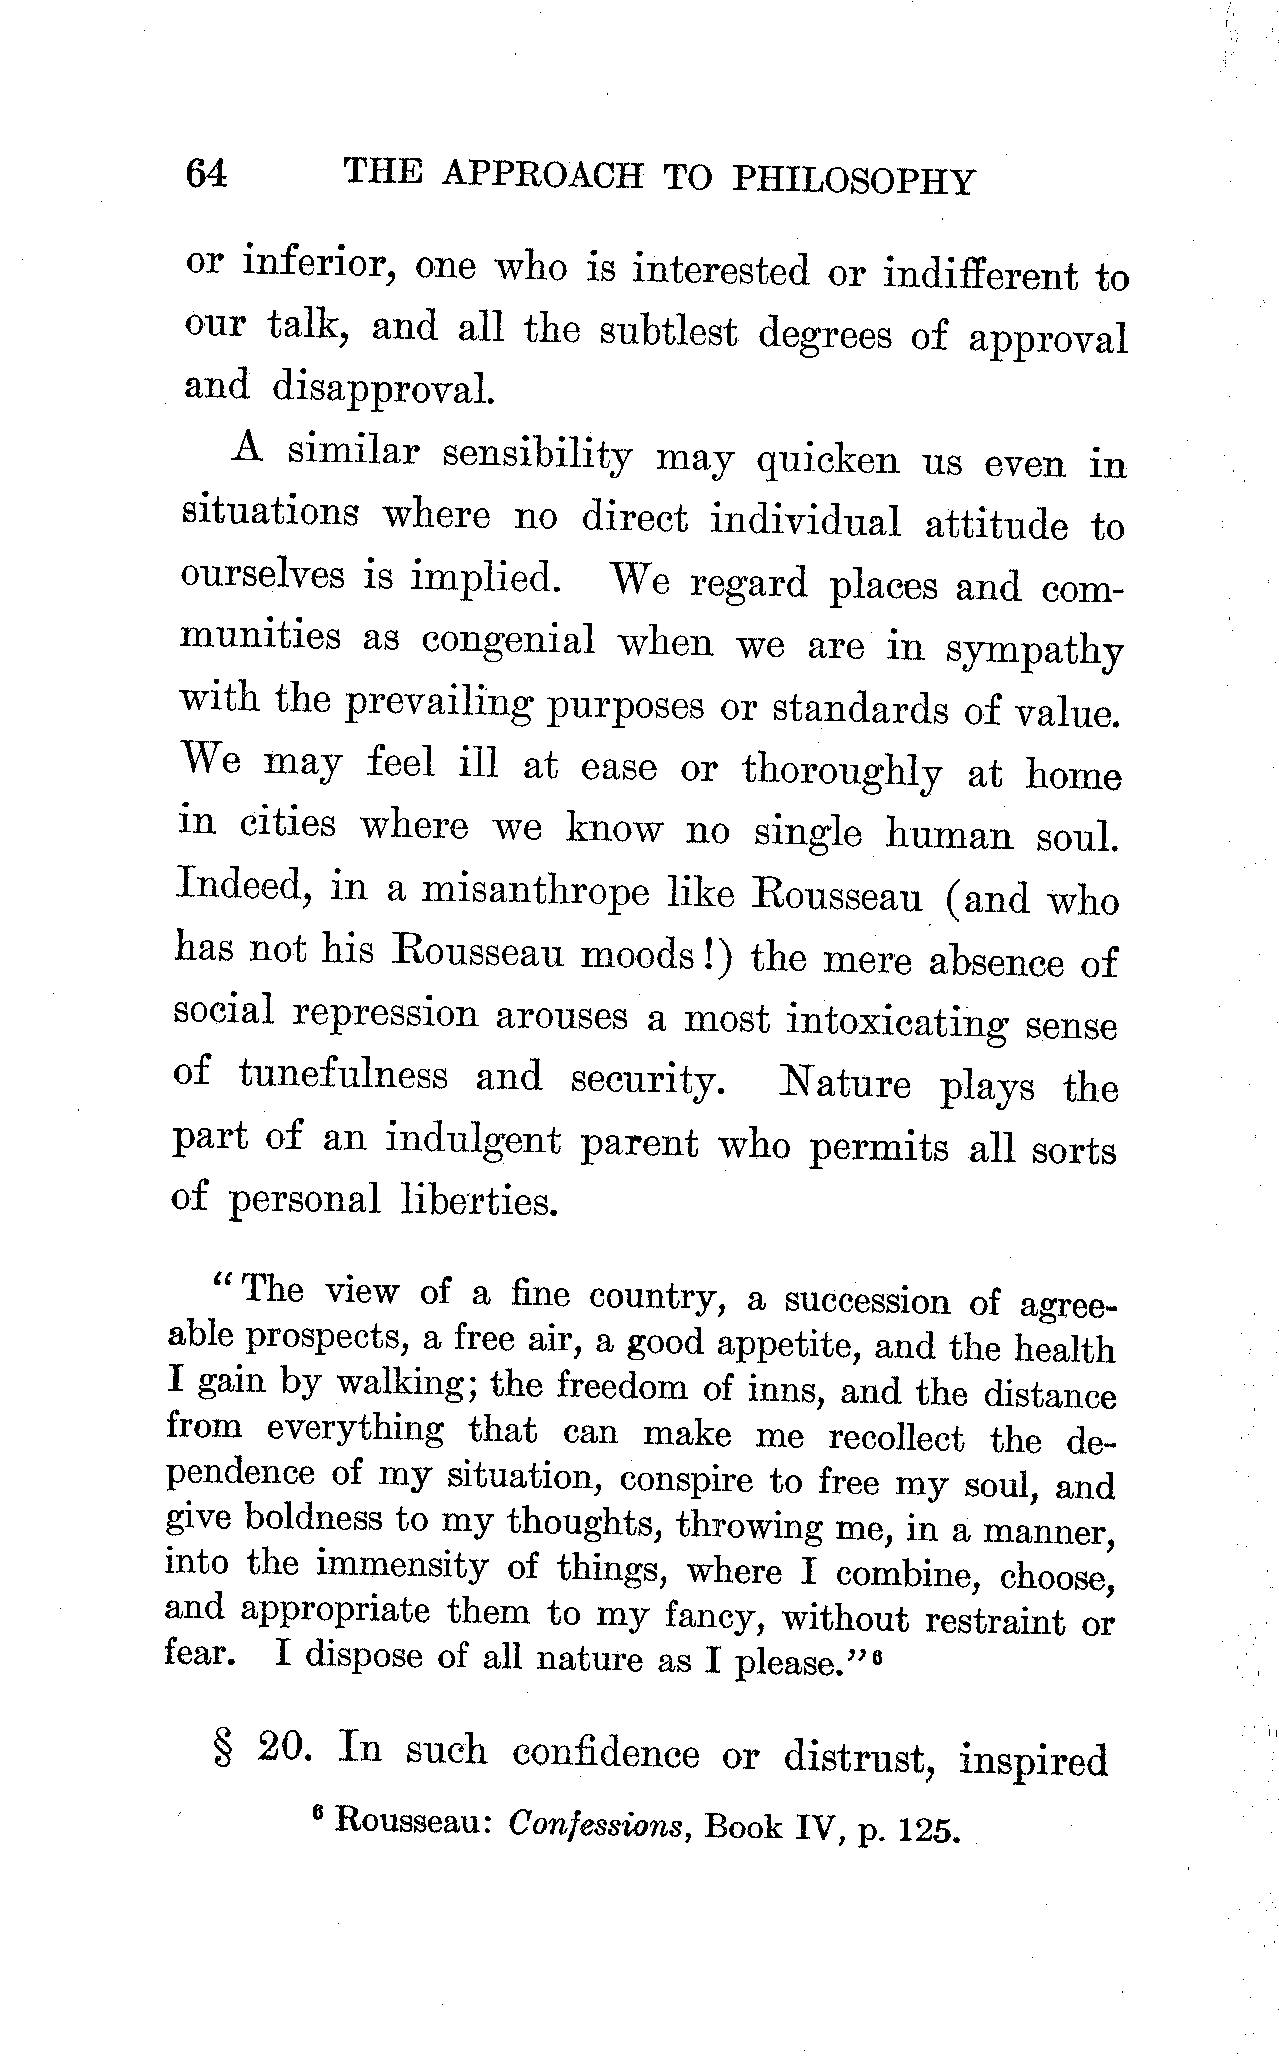 64 THE APPROACH TO PHILOSOPHY
or inferior, one who is interested or indifferent to
our talk, and all the subtlest degrees of approval
and disapproval.
A similar sensibility may quicken us even in
situations where no direct individual attitude to
ourselves is implied. We regard places and com-
munities as congenial when we are in sympathy
with the prevailing purposes or standards of value.
We may feel ill at ease or thoroughly at home
in cities where we know no single human soul.
Indeed, in a misanthrope like Rousseau (and who
has not his Rousseau moods!) the mere absence of
social repression arouses a most intoxicating sense
of tunefulness and security. Nature plays the
part of an indulgent parent who permits all sorts
of personal liberties.
"The view of a fine country, a succession of agree-
able prospects, a free air, a good appetite, and the health
I gain by walking; the freedom of inns, and the distance
from everything that can make me recollect the de-
pendence of my situation, conspire to free my soul, and
give boldness to my thoughts, throwing me, in a manner,
into the immensity of things, where I combine, choose,
and appropriate them to my fancy, without restraint or
fear. I dispose of all nature as I please."⁶
§ 20. In such confidence or distrust, inspired
⁶ Rousseau: Confessions, Book IV, p. 125.